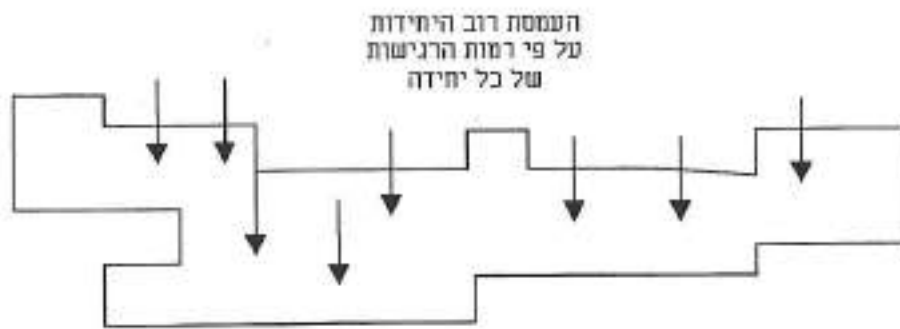 העמסת רוב היחידות
על פי רמות הרגישות
של כל יחידה